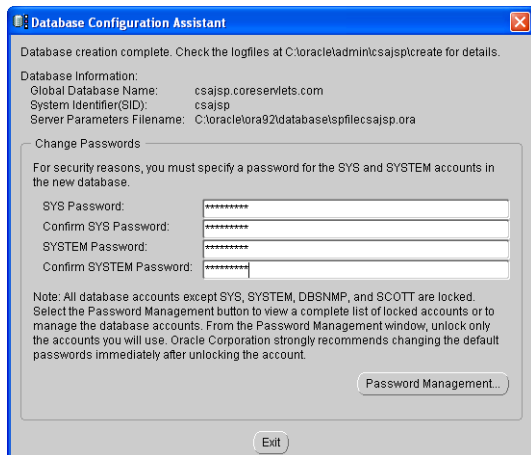 Database Configuration Assistant
Database creation complete. Check the logfiles at C:\oracle\admin\csajsp\create for details.
Database Information:
Global Database Name: csajsp.coreservlets.com
System Identifier(SID): csajsp
Server Parameters Filename: C:\oracle\ora92\database\spfilecsajsp.ora
Change Passwords
For security reasons, you must specify a password for the SYS and SYSTEM accounts in
the new database.
SYS Password: *********
Confirm SYS Password: *********
SYSTEM Password: *********
Confirm SYSTEM Password: *********
Note: All database accounts except SYS, SYSTEM, DBSNMP, and SCOTT are locked.
Select the Password Management button to view a complete list of locked accounts or to
manage the database accounts. From the Password Management window, unlock only
the accounts you will use. Oracle Corporation strongly recommends changing the default
passwords immediately after unlocking the account.
Password Management...
Exit